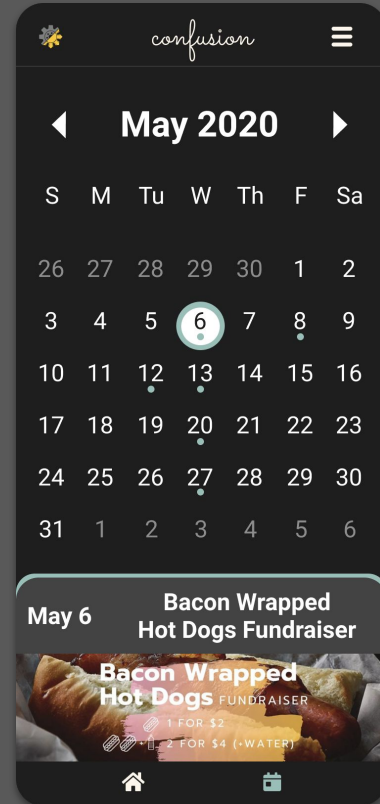 confusion
May 2020
S M Tu W Th F Sa
26 27 28 29 30 1 2
3 4 5 6 7 8 9
10 11 12 13 14 15 16
17 18 19 20 21 22 23
24 25 26 27 28 29 30
31 1 2 3 4 5 6
May 6
Bacon Wrapped
Hot Dogs Fundraiser
Bacon Wrapped
Hot Dogs FUNDRAISER
1 FOR $2
+ 2 FOR $4 (+WATER)